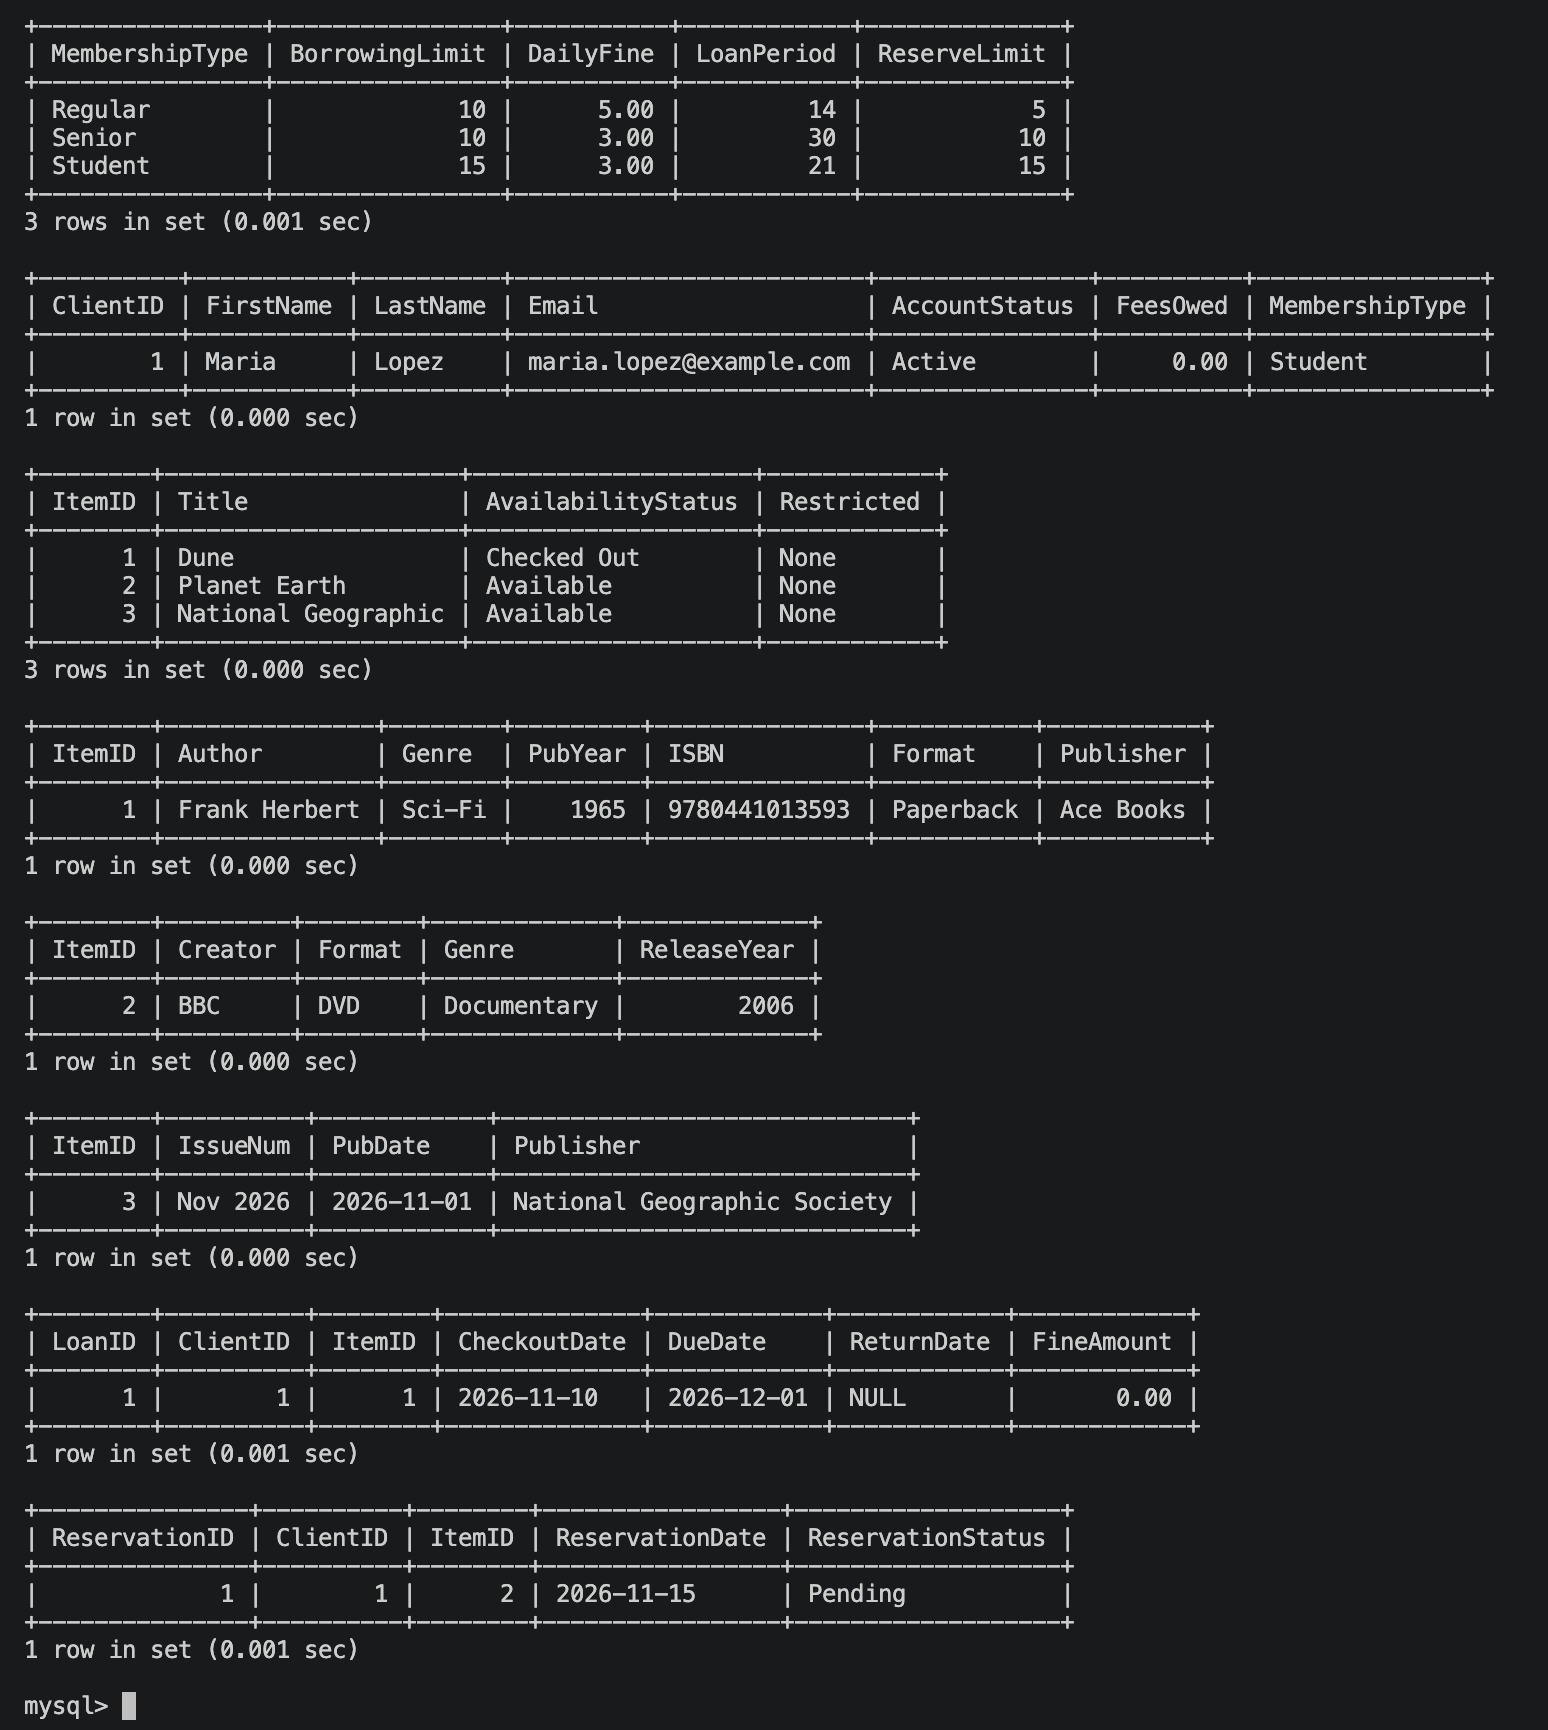 +----------------+----------------+-----------+------------+--------------+
| MembershipType | BorrowingLimit | DailyFine | LoanPeriod | ReserveLimit |
+----------------+----------------+-----------+------------+--------------+
| Regular        |             10 |      5.00 |         14 |            5 |
| Senior         |             10 |      3.00 |         30 |           10 |
| Student        |             15 |      3.00 |         21 |           15 |
+----------------+----------------+-----------+------------+--------------+
3 rows in set (0.001 sec)

+----------+-----------+----------+-------------------------+---------------+----------+----------------+
| ClientID | FirstName | LastName | Email                   | AccountStatus | FeesOwed | MembershipType |
+----------+-----------+----------+-------------------------+---------------+----------+----------------+
|        1 | Maria     | Lopez    | maria.lopez@example.com | Active        |     0.00 | Student        |
+----------+-----------+----------+-------------------------+---------------+----------+----------------+
1 row in set (0.000 sec)

+--------+---------------------+--------------------+------------+
| ItemID | Title               | AvailabilityStatus | Restricted |
+--------+---------------------+--------------------+------------+
|      1 | Dune                | Checked Out        | None       |
|      2 | Planet Earth        | Available          | None       |
|      3 | National Geographic | Available          | None       |
+--------+---------------------+--------------------+------------+
3 rows in set (0.000 sec)

+--------+---------------+--------+---------+---------------+-----------+-----------+
| ItemID | Author        | Genre  | PubYear | ISBN          | Format    | Publisher |
+--------+---------------+--------+---------+---------------+-----------+-----------+
|      1 | Frank Herbert | Sci-Fi |    1965 | 9780441013593 | Paperback | Ace Books |
+--------+---------------+--------+---------+---------------+-----------+-----------+
1 row in set (0.000 sec)

+--------+---------+--------+-------------+-------------+
| ItemID | Creator | Format | Genre       | ReleaseYear |
+--------+---------+--------+-------------+-------------+
|      2 | BBC     | DVD    | Documentary |        2006 |
+--------+---------+--------+-------------+-------------+
1 row in set (0.000 sec)

+--------+----------+------------+-----------------------------+
| ItemID | IssueNum | PubDate    | Publisher                   |
+--------+----------+------------+-----------------------------+
|      3 | Nov 2026 | 2026-11-01 | National Geographic Society |
+--------+----------+------------+-----------------------------+
1 row in set (0.000 sec)

+--------+----------+--------+--------------+------------+------------+------------+
| LoanID | ClientID | ItemID | CheckoutDate | DueDate    | ReturnDate | FineAmount |
+--------+----------+--------+--------------+------------+------------+------------+
|      1 |        1 |      1 | 2026-11-10   | 2026-12-01 | NULL       |       0.00 |
+--------+----------+--------+--------------+------------+------------+------------+
1 row in set (0.001 sec)

+---------------+----------+--------+-----------------+-------------------+
| ReservationID | ClientID | ItemID | ReservationDate | ReservationStatus |
+---------------+----------+--------+-----------------+-------------------+
|             1 |        1 |      2 | 2026-11-15      | Pending           |
+---------------+----------+--------+-----------------+-------------------+
1 row in set (0.001 sec)

mysql>